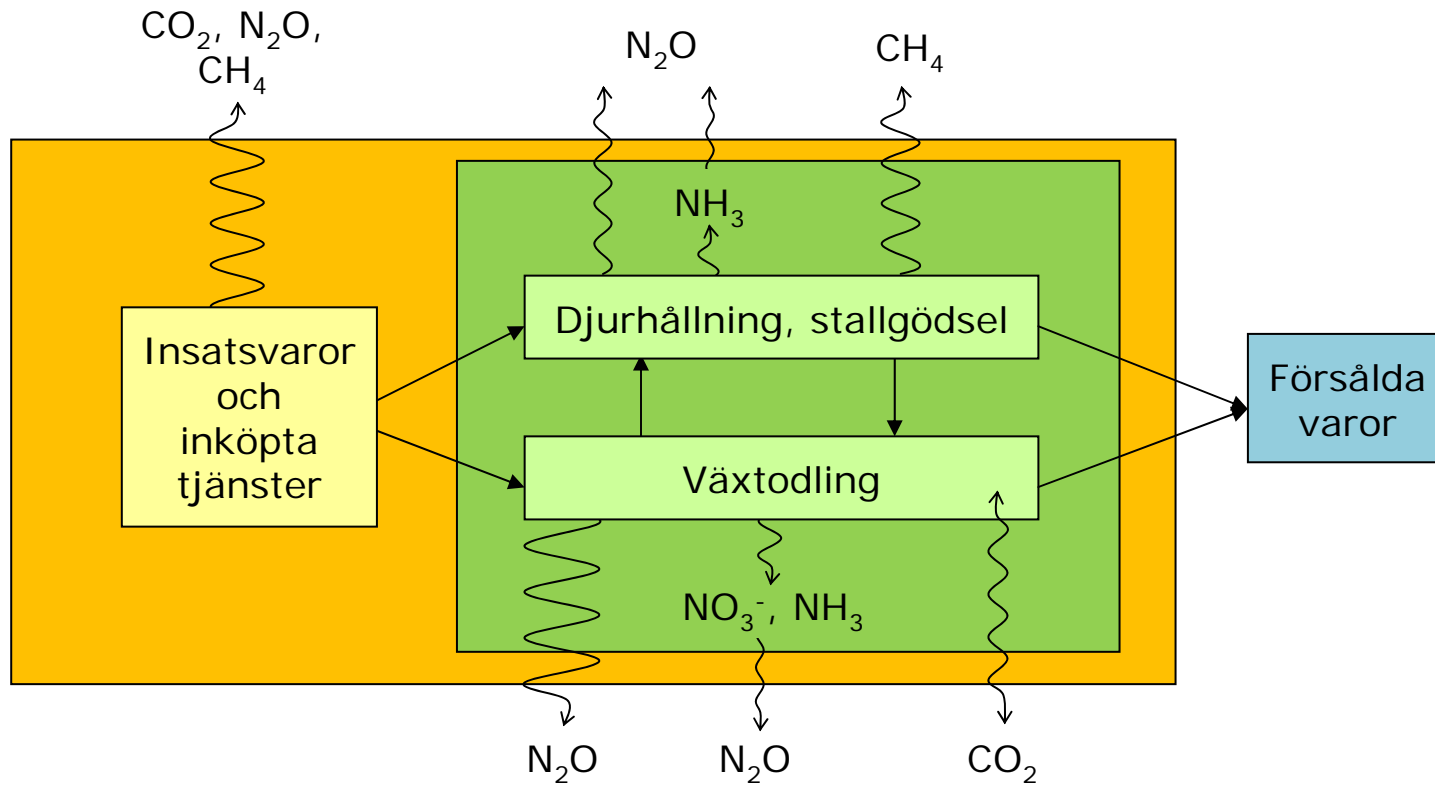 CO₂, N₂O,
CH₄
N₂O
CH₄
NH₃
Djurhållning, stallgödsel
Insatsvaror
och
inköpta
tjänster
Försålda
varor
Växtodling
NO₃⁻, NH₃
N₂O
N₂O
CO₂